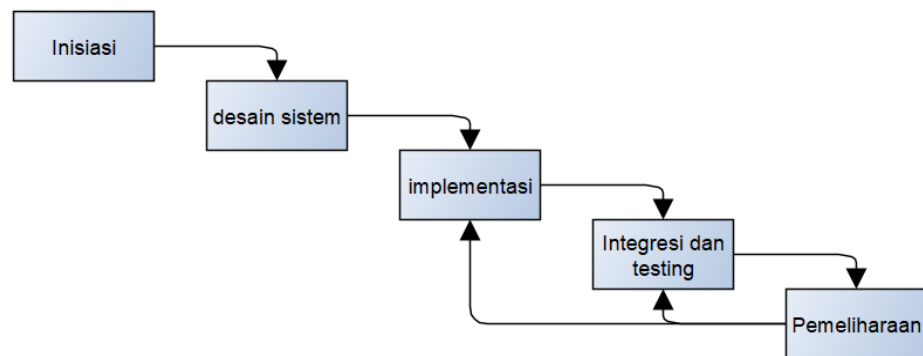 Inisiasi
desain sistem
implementasi
Integresi dan
testing
Pemeliharaan